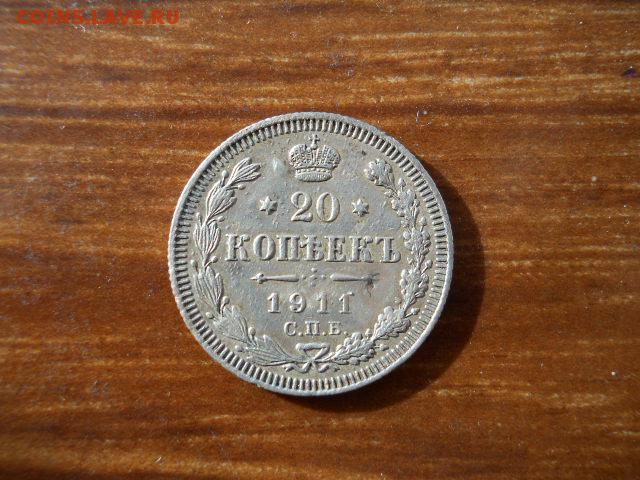 COINS.LAVE.RU
20
КОПѢЕКЪ
1911
С.П.Б.